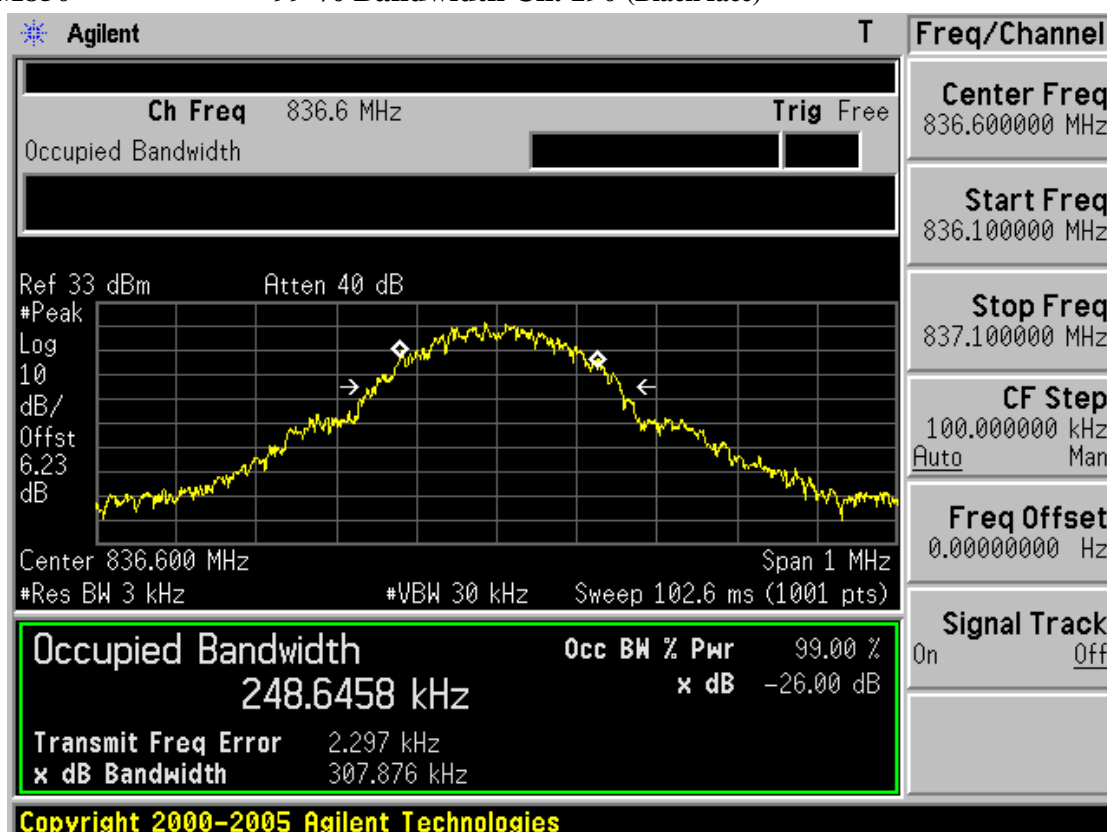 Agilent T
Freq/Channel
Ch Freq 836.6 MHz Trig Free
Occupied Bandwidth
Center Freq
836.600000 MHz
Start Freq
836.100000 MHz
Stop Freq
837.100000 MHz
CF Step
100.000000 kHz
Auto Man
Freq Offset
0.00000000 Hz
Signal Track
On Off
Ref 33 dBm Atten 40 dB
#Peak
Log
10
dB/
Offst
6.23
dB
Center 836.600 MHz Span 1 MHz
#Res BW 3 kHz #VBW 30 kHz Sweep 102.6 ms (1001 pts)
Occupied Bandwidth Occ BW % Pwr 99.00 %
248.6458 kHz x dB -26.00 dB
Transmit Freq Error 2.297 kHz
x dB Bandwidth 307.876 kHz
Copyright 2000-2005 Agilent Technologies